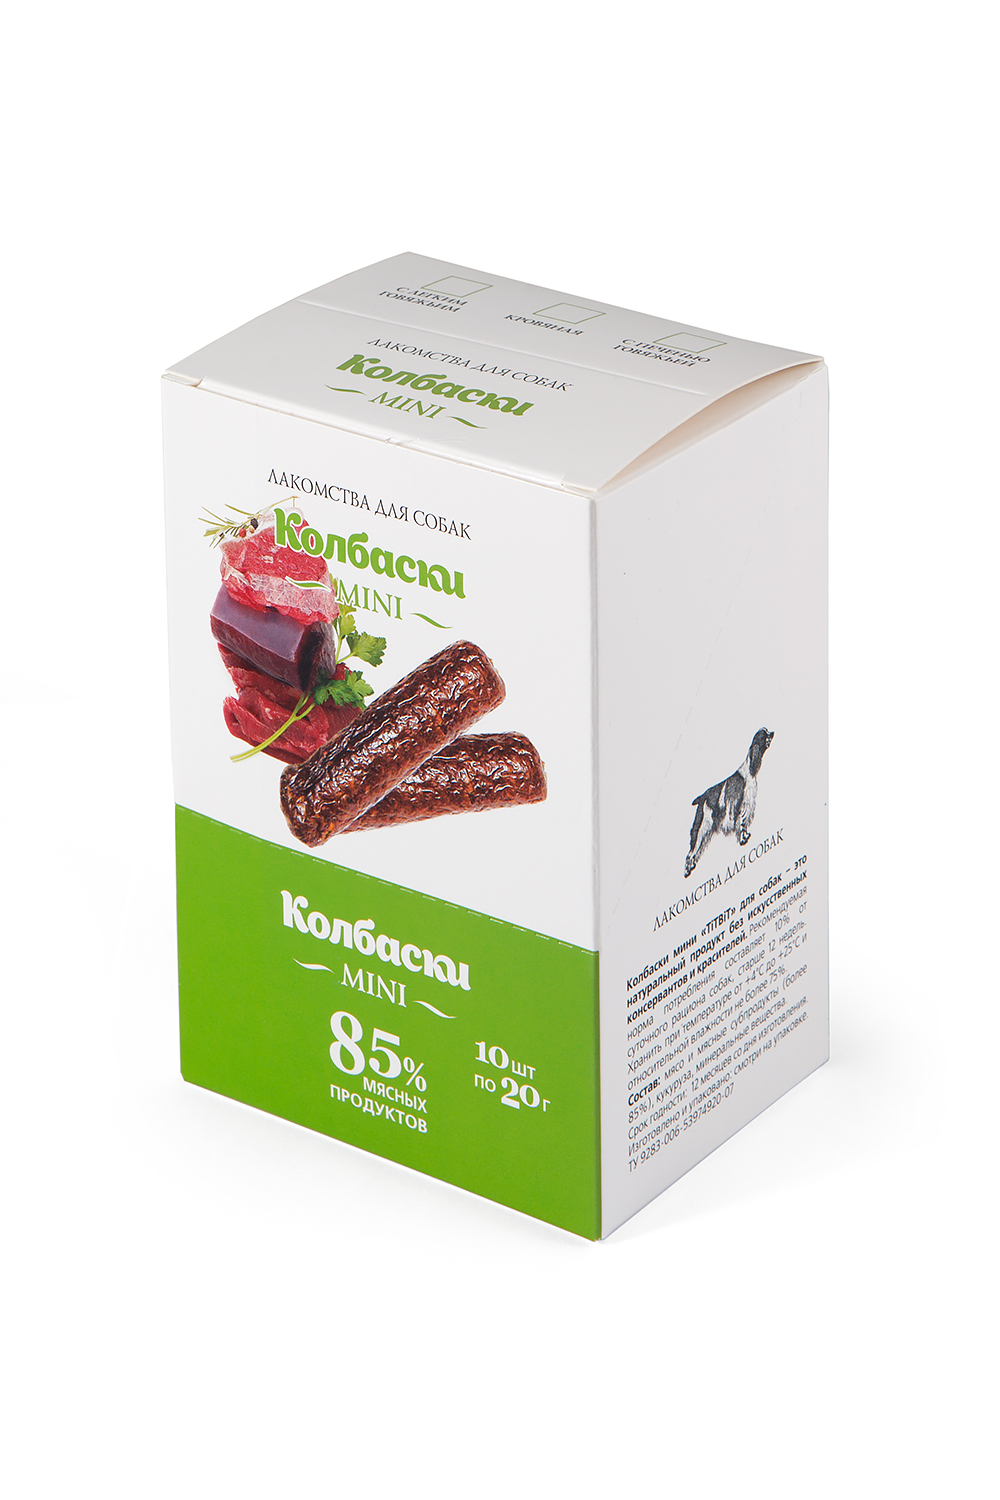 С ЛЕГКИМ
ГОВЯЖЬИМ
КРОВЯНАЯ
С ПЕЧЕНЬЮ
ГОВЯЖЬЕЙ
ЛАКОМСТВА ДЛЯ СОБАК
Колбаски
MINI
ЛАКОМСТВА ДЛЯ СОБАК
Колбаски
MINI
Колбаски
MINI
85%
МЯСНЫХ
ПРОДУКТОВ
10 ШТ
ПО 20 Г
ЛАКОМСТВА ДЛЯ СОБАК
Колбаски мини «TiTBiT» для собак – это
натуральный продукт без искусственных
консервантов и красителей. Рекомендуемая
норма потребления составляет 10% от
суточного рациона собак, старше 12 недель.
Хранить при температуре от +4°С до +25°С и
относительной влажности не более 75%.
Состав: мясо и мясные субпродукты (более
85%), кукуруза, минеральные вещества.
Срок годности: 12 месяцев со дня изготовления.
Изготовлено и упаковано: смотри на упаковке.
ТУ 9283-006-53974920-07